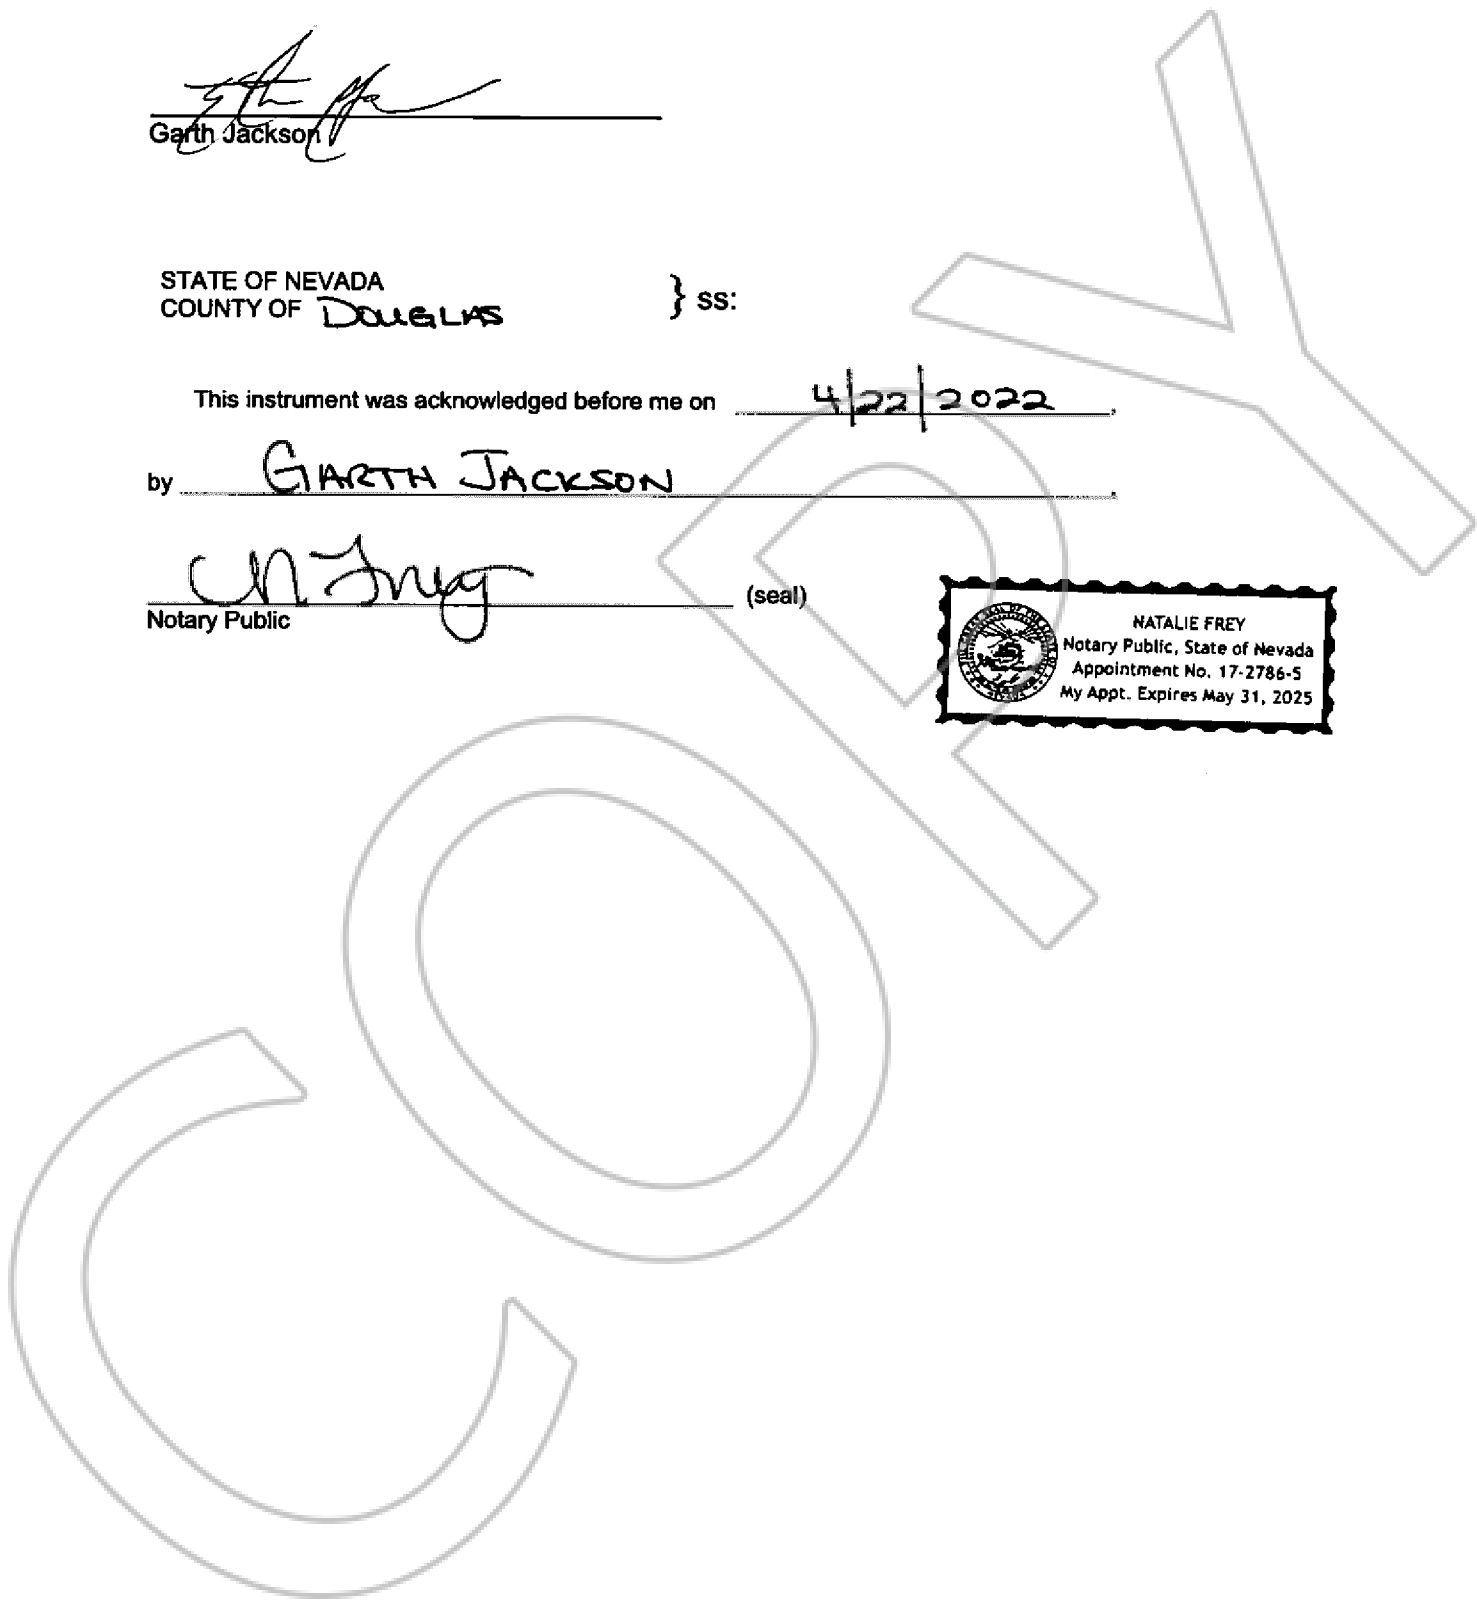 Garth Jackson
STATE OF NEVADA
COUNTY OF DOUGLAS } ss:
This instrument was acknowledged before me on 4/22/2022,
by GARTH JACKSON,
N Frey (seal)
Notary Public
NATALIE FREY
Notary Public, State of Nevada
Appointment No. 17-2786-5
My Appt. Expires May 31, 2025
COPY